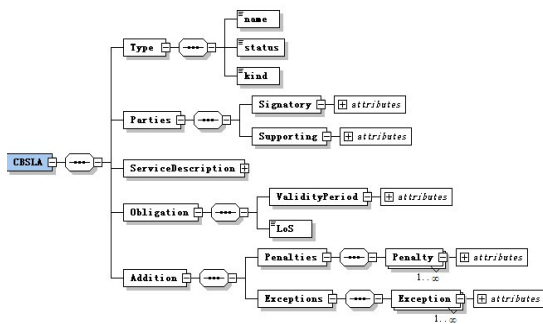 name
Type
status
kind
Signatory
attributes
Parties
Supporting
attributes
CBSLA
ServiceDescription
ValidityPeriod
attributes
Obligation
LoS
Penalties
Penalty
attributes
1..∞
Addition
Exceptions
Exception
attributes
1..∞